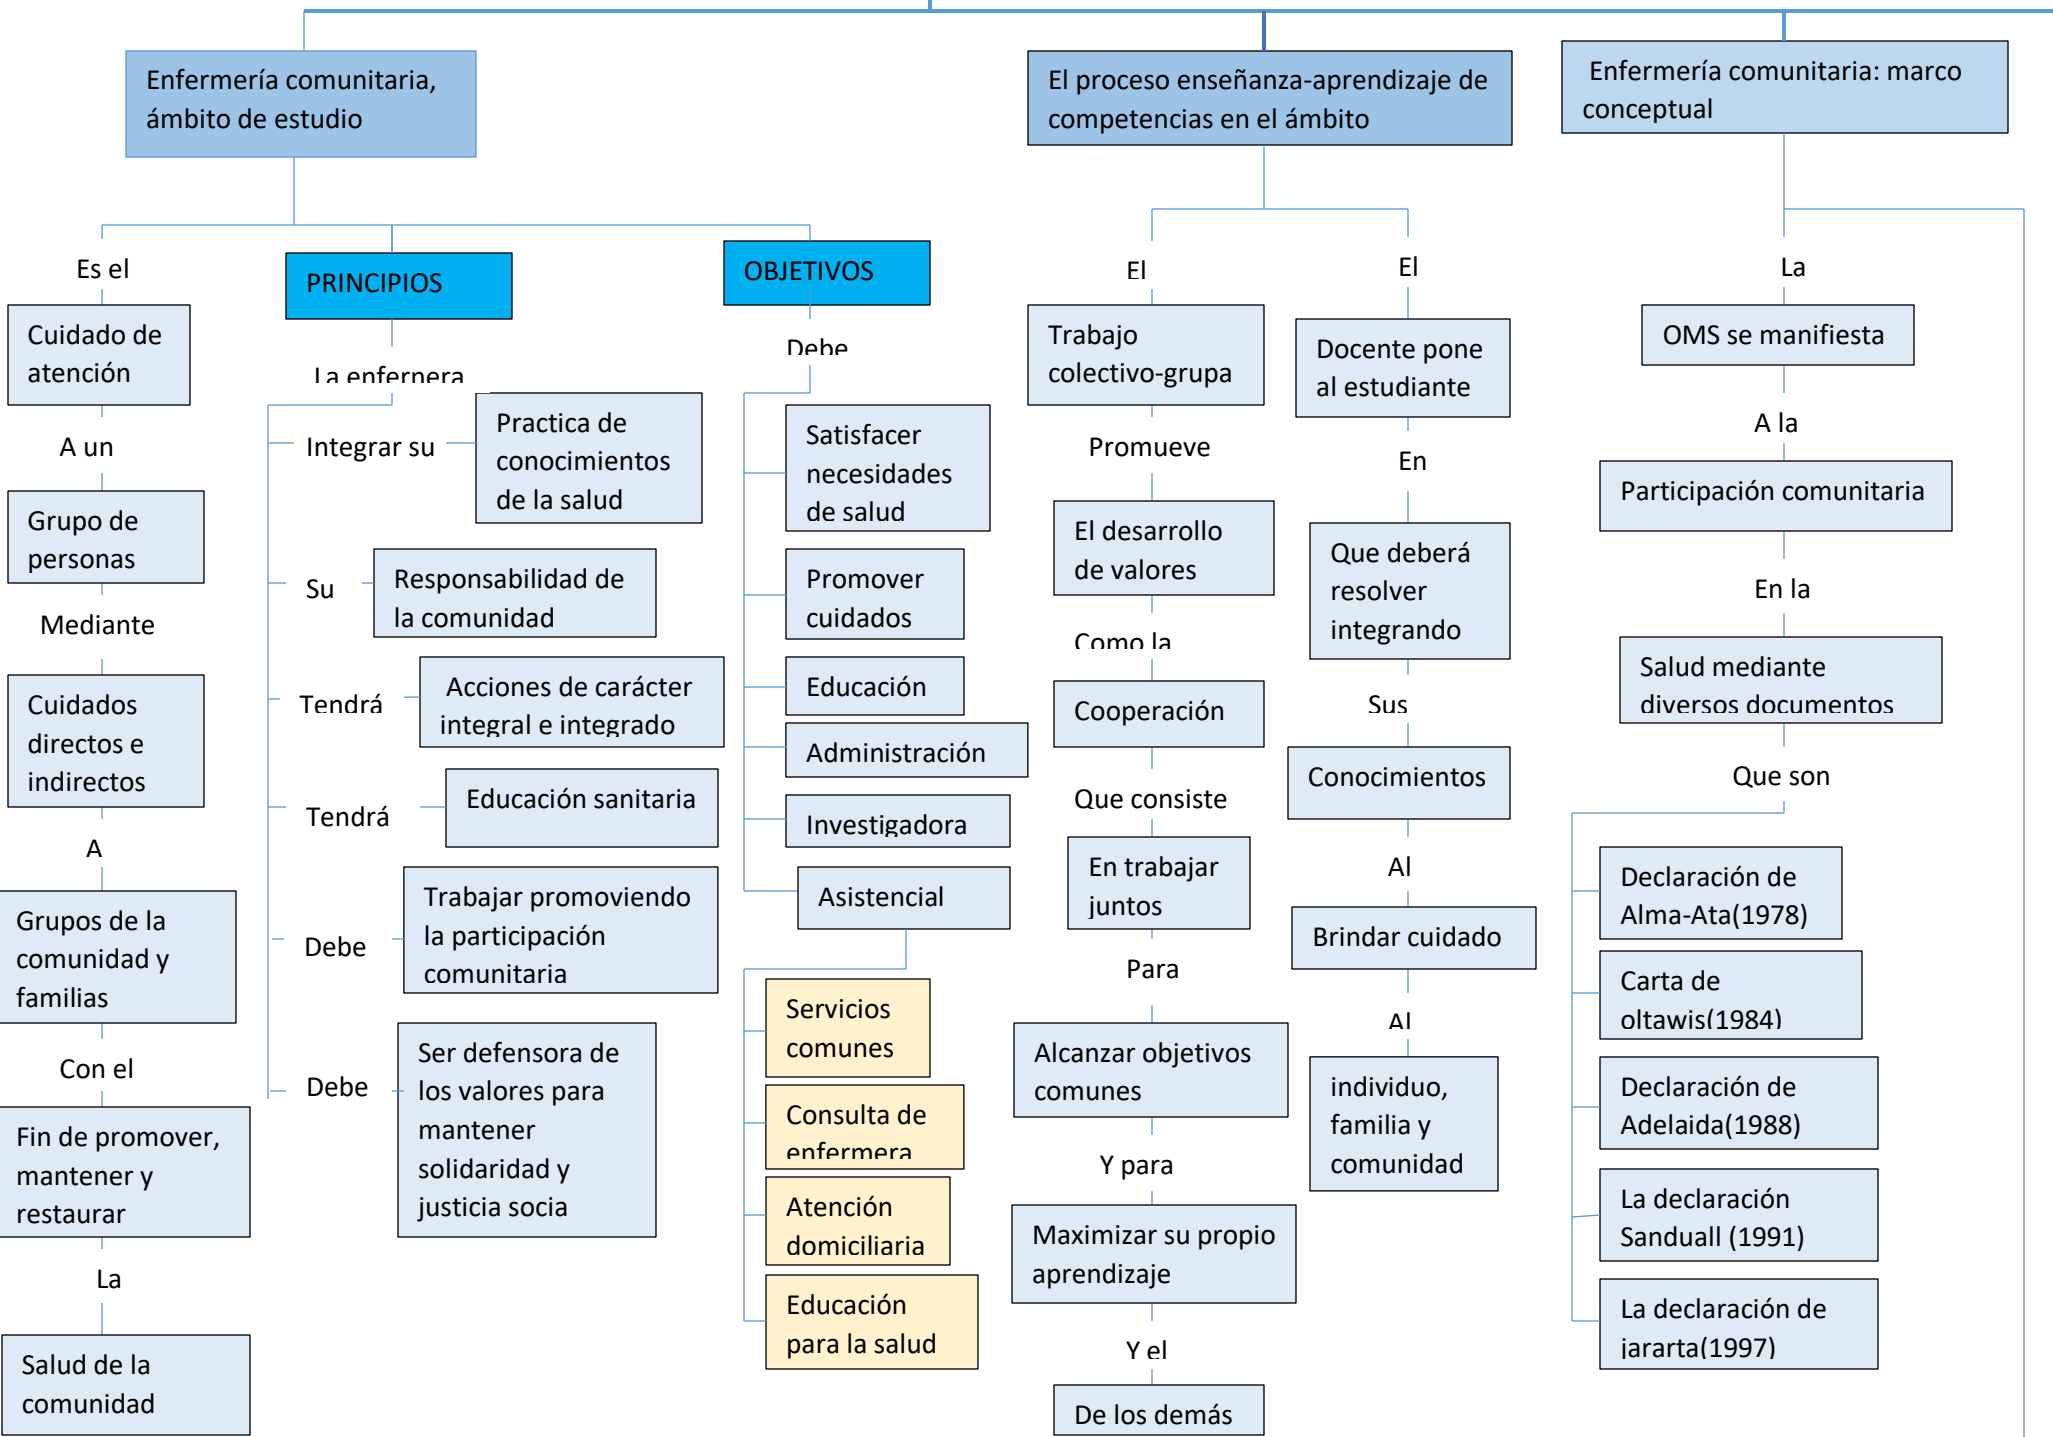 Enfermería comunitaria,
ámbito de estudio
Es el
Cuidado de
atención
A un
Grupo de
personas
Mediante
Cuidados
directos e
indirectos
A
Grupos de la
comunidad y
familias
Con el
Fin de promover,
mantener y
restaurar
La
Salud de la
comunidad
PRINCIPIOS
La enfernera
Integrar su
Practica de
conocimientos
de la salud
Su
Responsabilidad de
la comunidad
Tendrá
Acciones de carácter
integral e integrado
Tendrá
Educación sanitaria
Debe
Trabajar promoviendo
la participación
comunitaria
Debe
Ser defensora de
los valores para
mantener
solidaridad y
justicia socia
OBJETIVOS
Debe
Satisfacer
necesidades
de salud
Promover
cuidados
Educación
Administración
Investigadora
Asistencial
Servicios
comunes
Consulta de
enfermera
Atención
domiciliaria
Educación
para la salud
El proceso enseñanza-aprendizaje de
competencias en el ámbito
El
Trabajo
colectivo-grupa
Promueve
El desarrollo
de valores
Como la
Cooperación
Que consiste
En trabajar
juntos
Para
Alcanzar objetivos
comunes
Y para
Maximizar su propio
aprendizaje
Y el
De los demás
El
Docente pone
al estudiante
En
Que deberá
resolver
integrando
Sus
Conocimientos
Al
Brindar cuidado
Al
individuo,
familia y
comunidad
Enfermería comunitaria: marco
conceptual
La
OMS se manifiesta
A la
Participación comunitaria
En la
Salud mediante
diversos documentos
Que son
Declaración de
Alma-Ata(1978)
Carta de
oltawis(1984)
Declaración de
Adelaida(1988)
La declaración
Sanduall (1991)
La declaración de
jararta(1997)